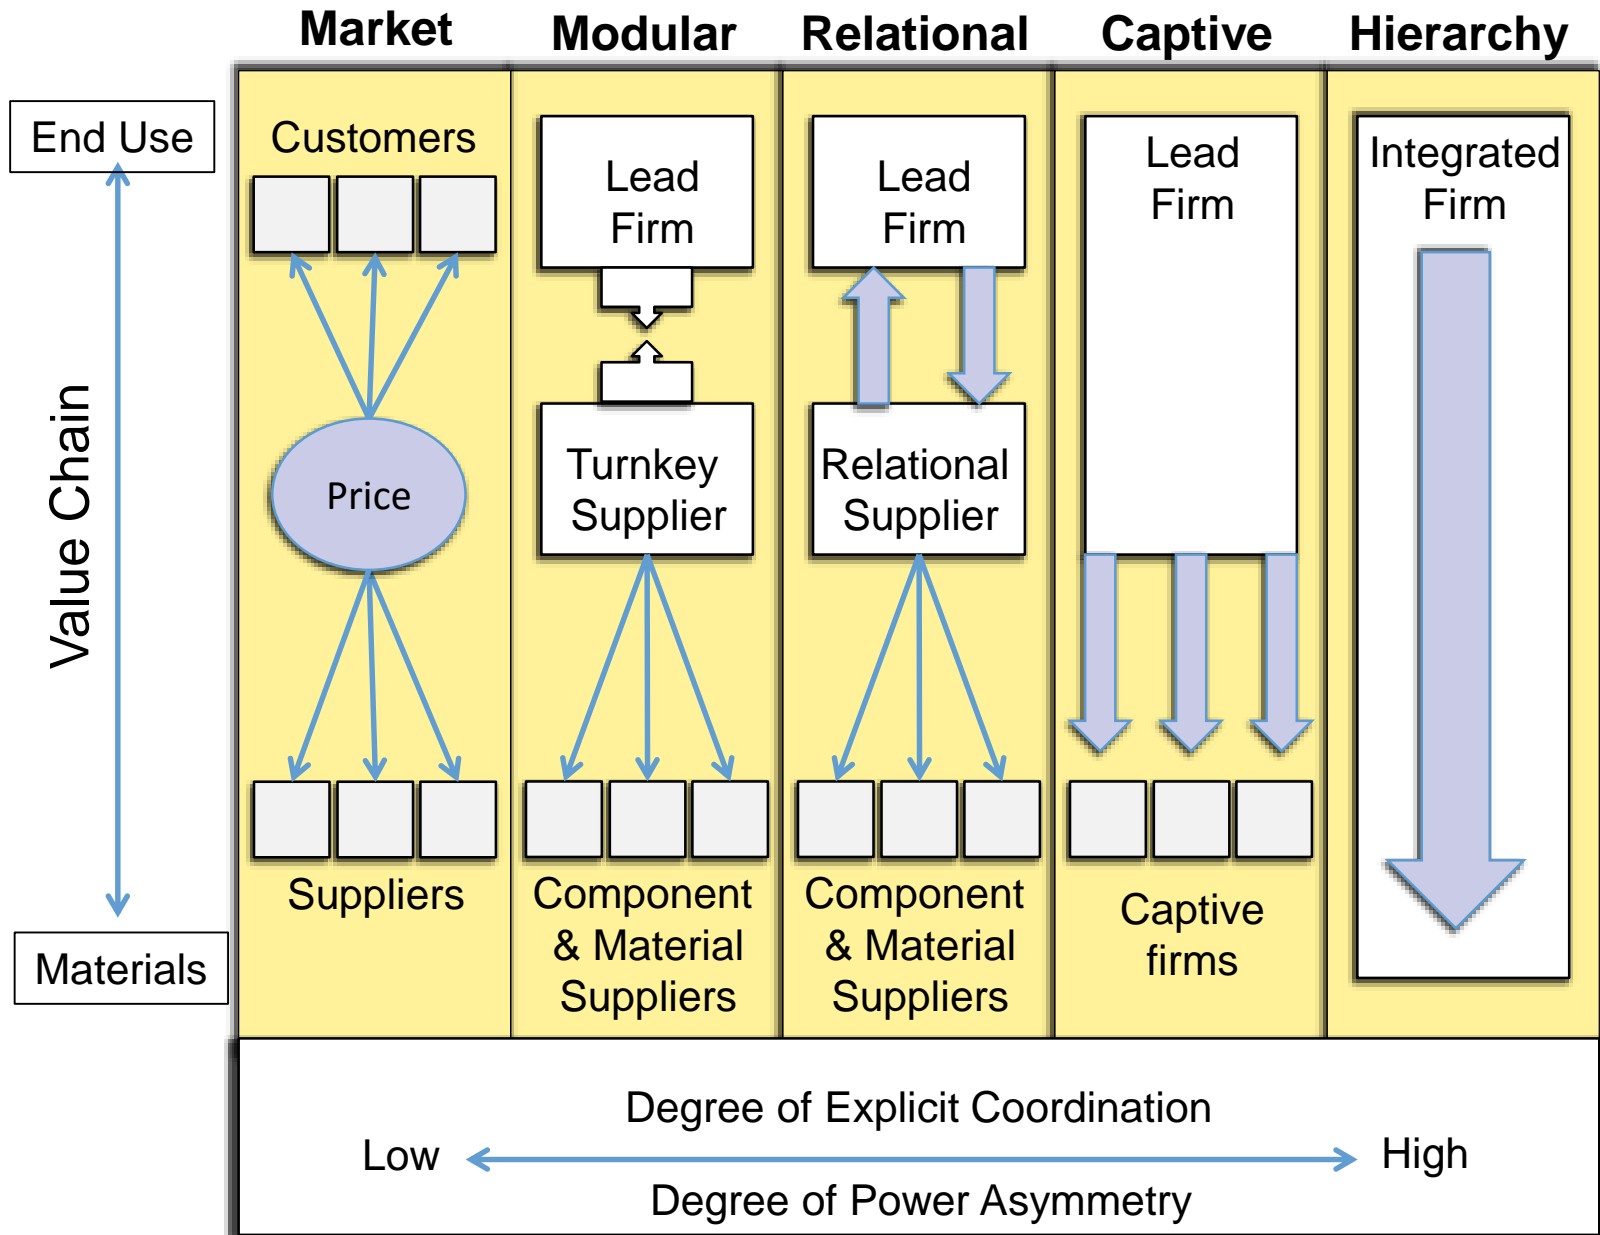 Market
Modular
Relational
Captive
Hierarchy
End Use
Value Chain
Materials
Customers
Price
Suppliers
Lead
Firm
Turnkey
Supplier
Component
& Material
Suppliers
Lead
Firm
Relational
Supplier
Component
& Material
Suppliers
Lead
Firm
Captive
firms
Integrated
Firm
Degree of Explicit Coordination
Low
High
Degree of Power Asymmetry